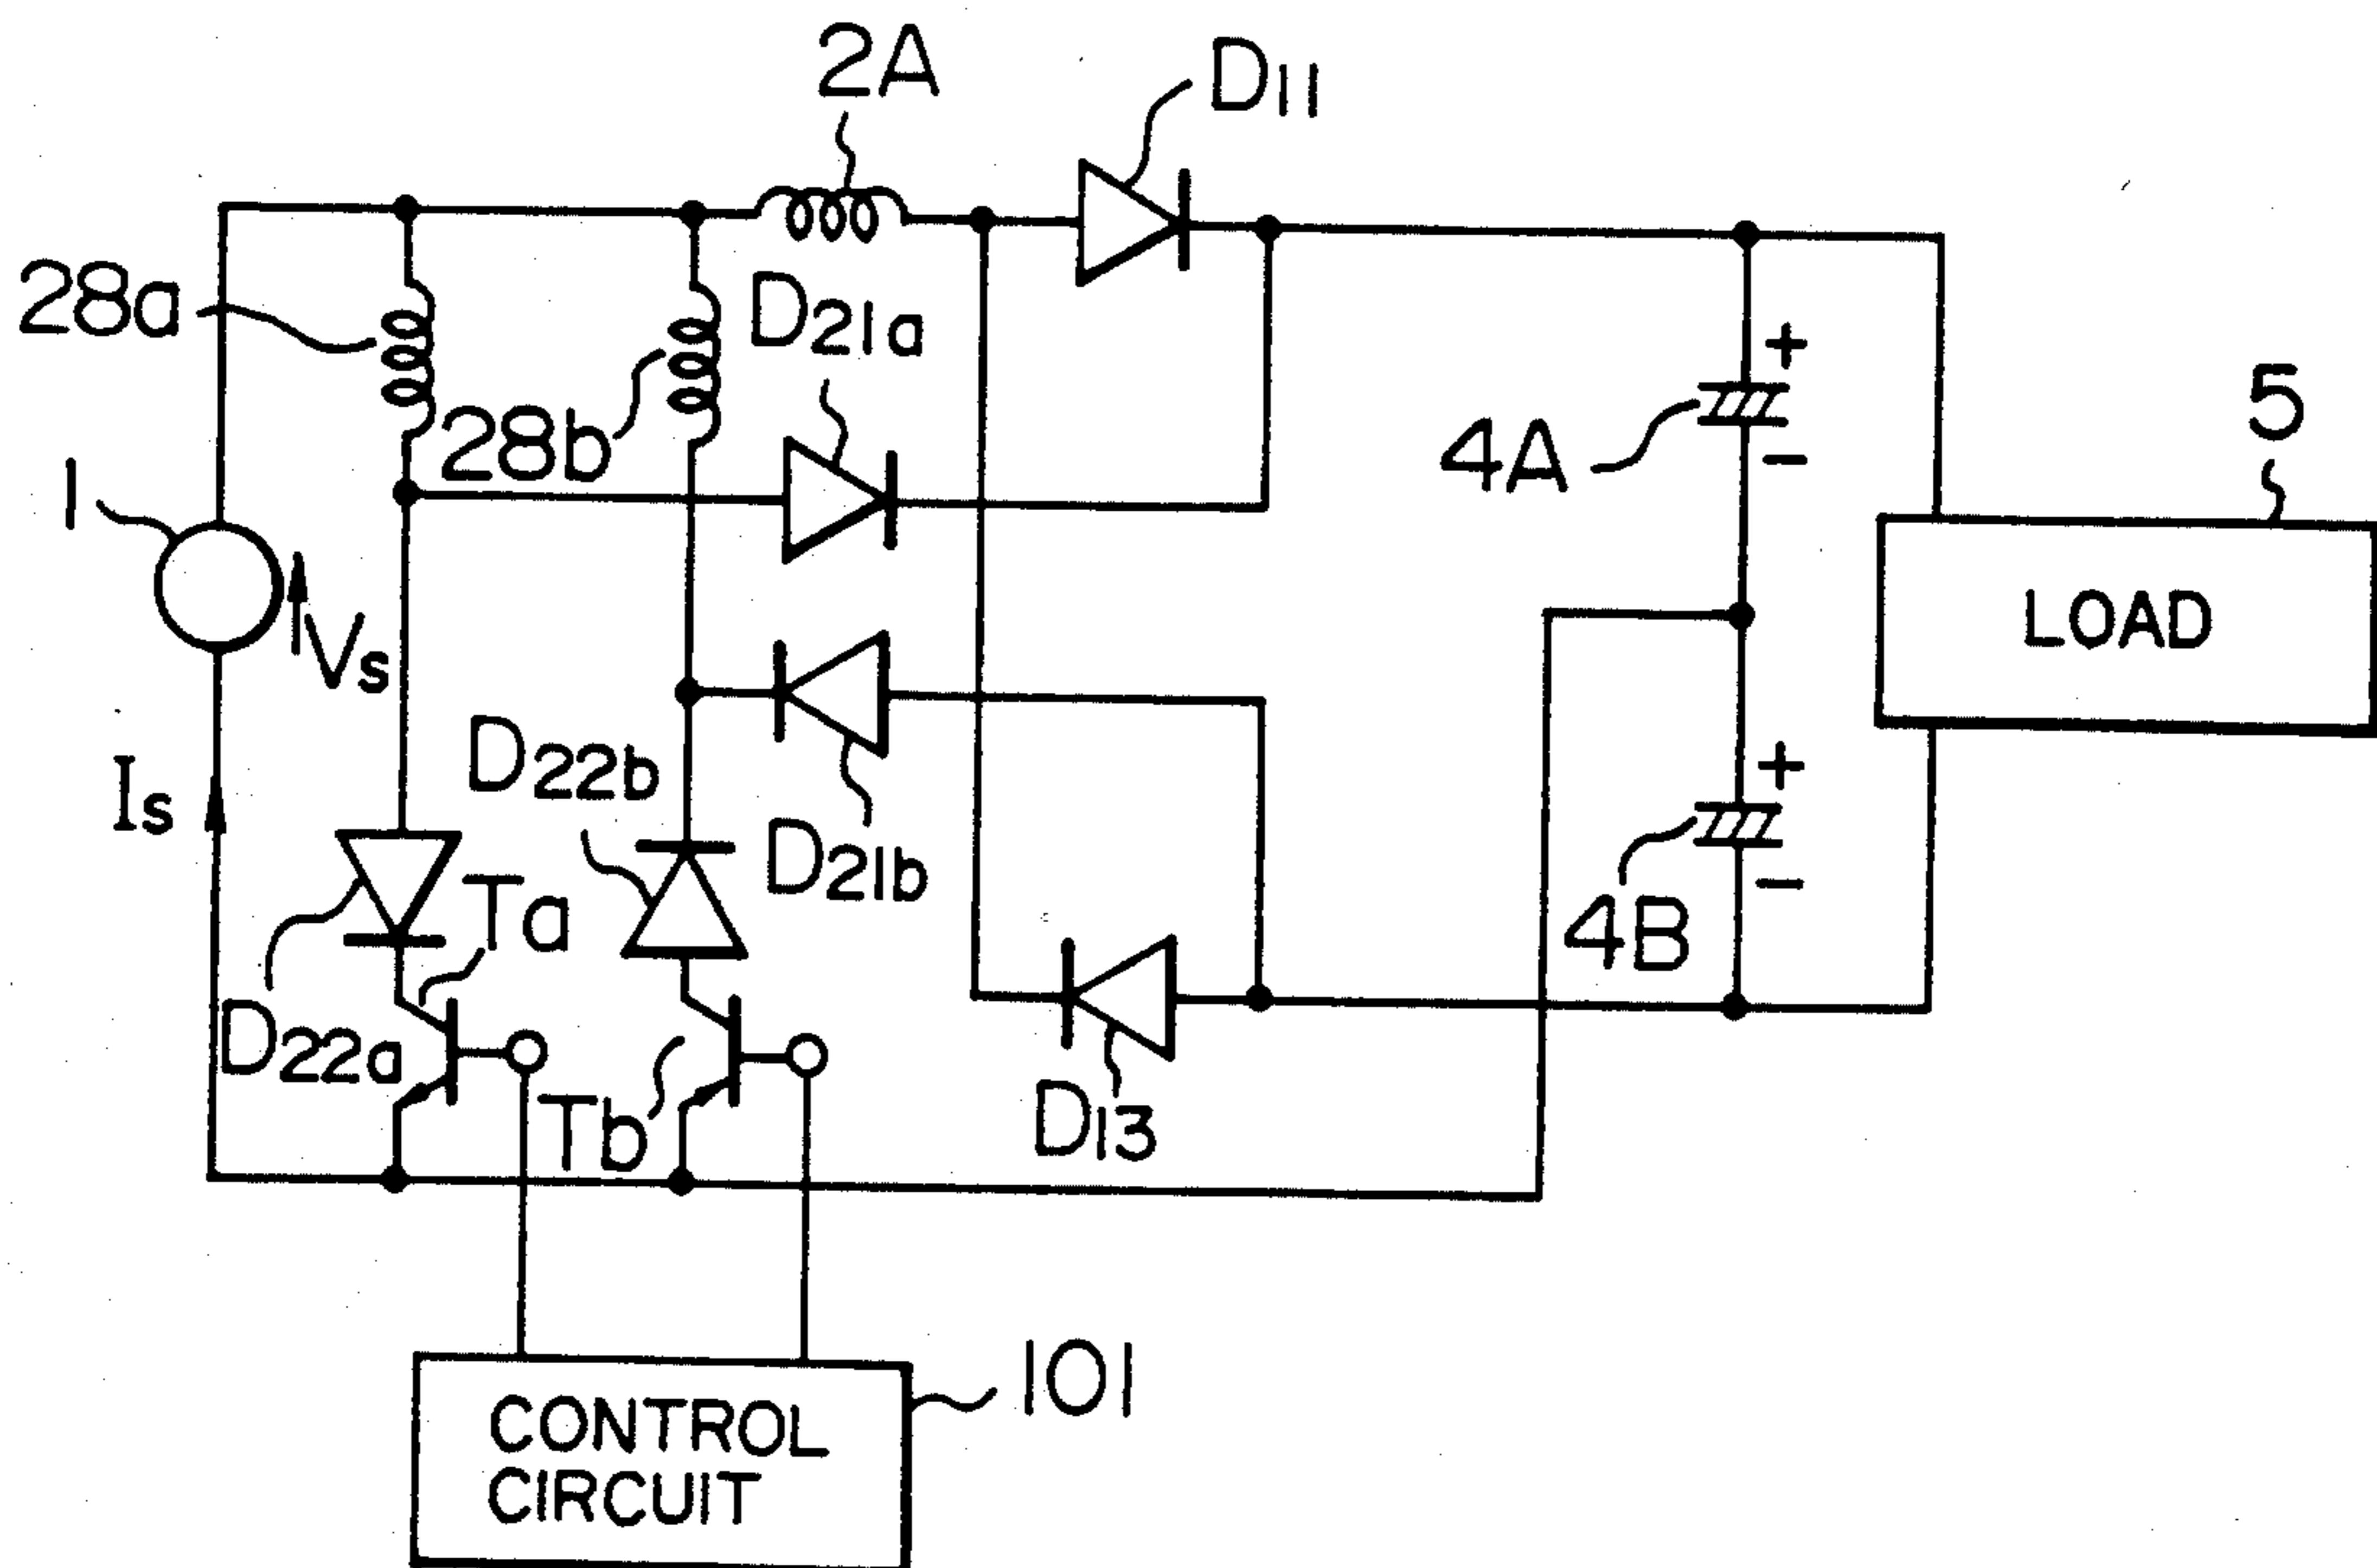 2A
D11
28a
D21a
28b
4A
+
-
5
1
Vs
LOAD
D22b
Is
+
-
D21b
Ta
4B
D22a
Tb
D13
101
CONTROL
CIRCUIT